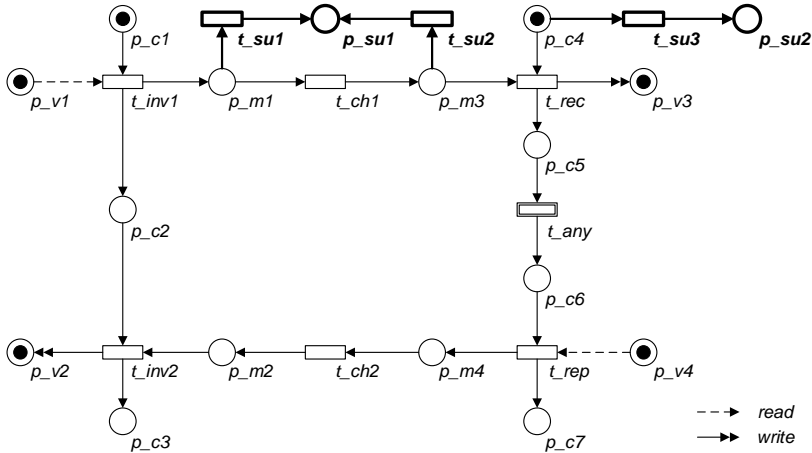 p_c1
t_su1
p_su1
t_su2
p_c4
t_su3
p_su2
p_v1
t_inv1
p_m1
t_ch1
p_m3
t_rec
p_v3
p_c5
p_c2
t_any
p_c6
p_v2
t_inv2
p_m2
t_ch2
p_m4
t_rep
p_v4
read
write
p_c3
p_c7